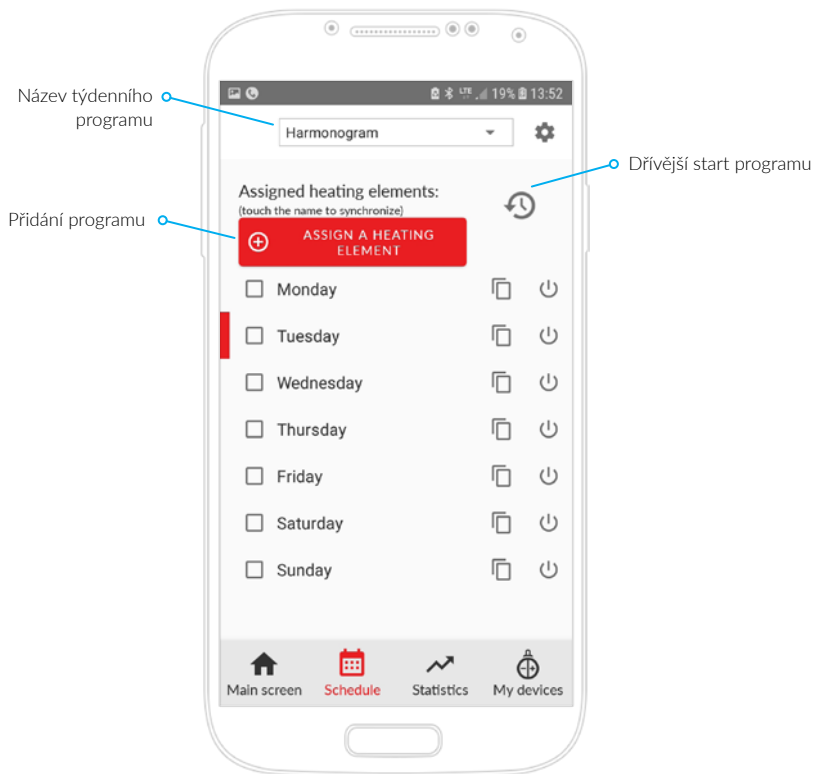 19% 13:52
LTE
Název týdenního
programu
Harmonogram
Dřívější start programu
Assigned heating elements:
(touch the name to synchronize)
Přidání programu
ASSIGN A HEATING
ELEMENT
Monday
Tuesday
Wednesday
Thursday
Friday
Saturday
Sunday
Main screen
Schedule
Statistics
My devices